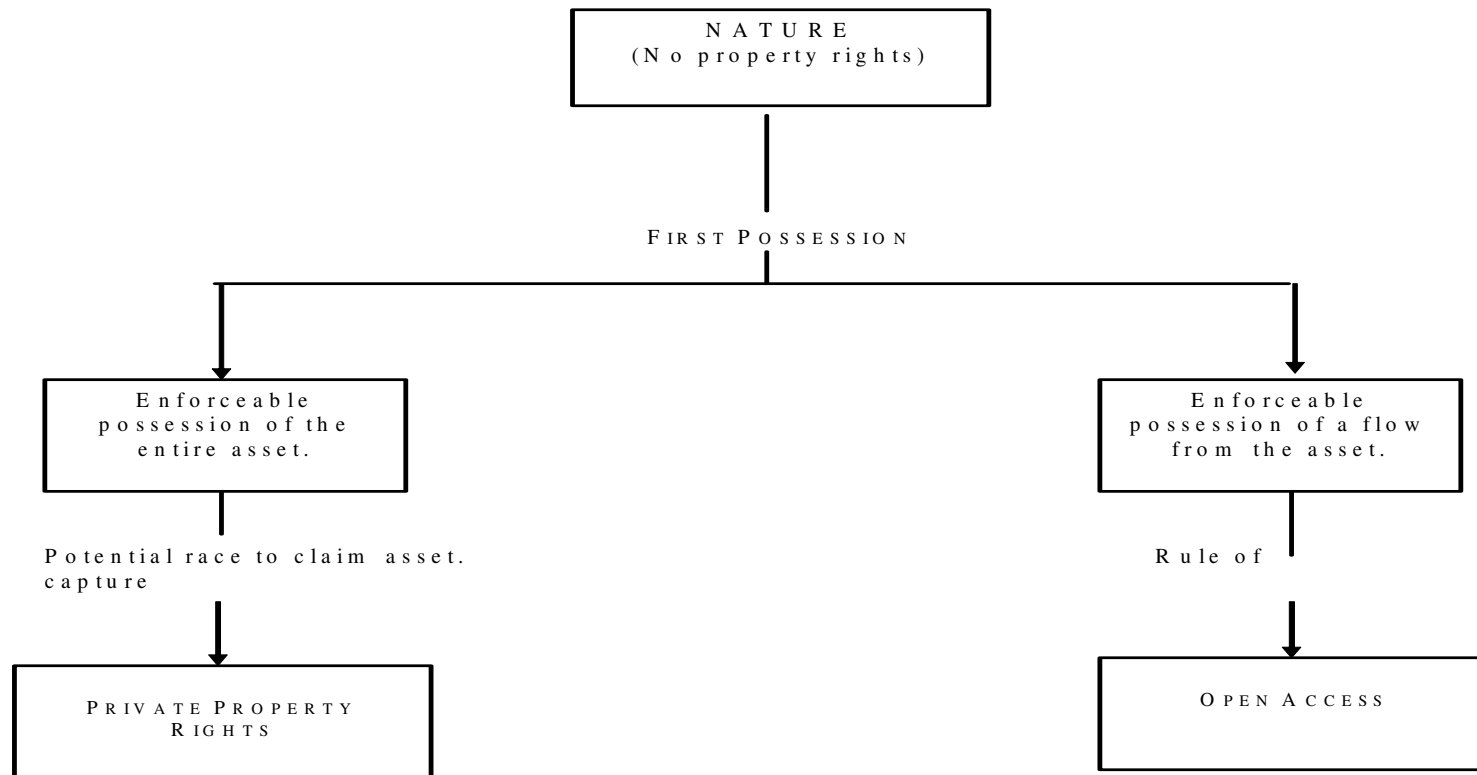 NATURE
(No property rights)
FIRST POSSESSION
Enforceable
possession of the
entire asset.
Enforceable
possession of a flow
from the asset.
Potential race to claim asset.
capture
Rule of
PRIVATE PROPERTY
RIGHTS
OPEN ACCESS